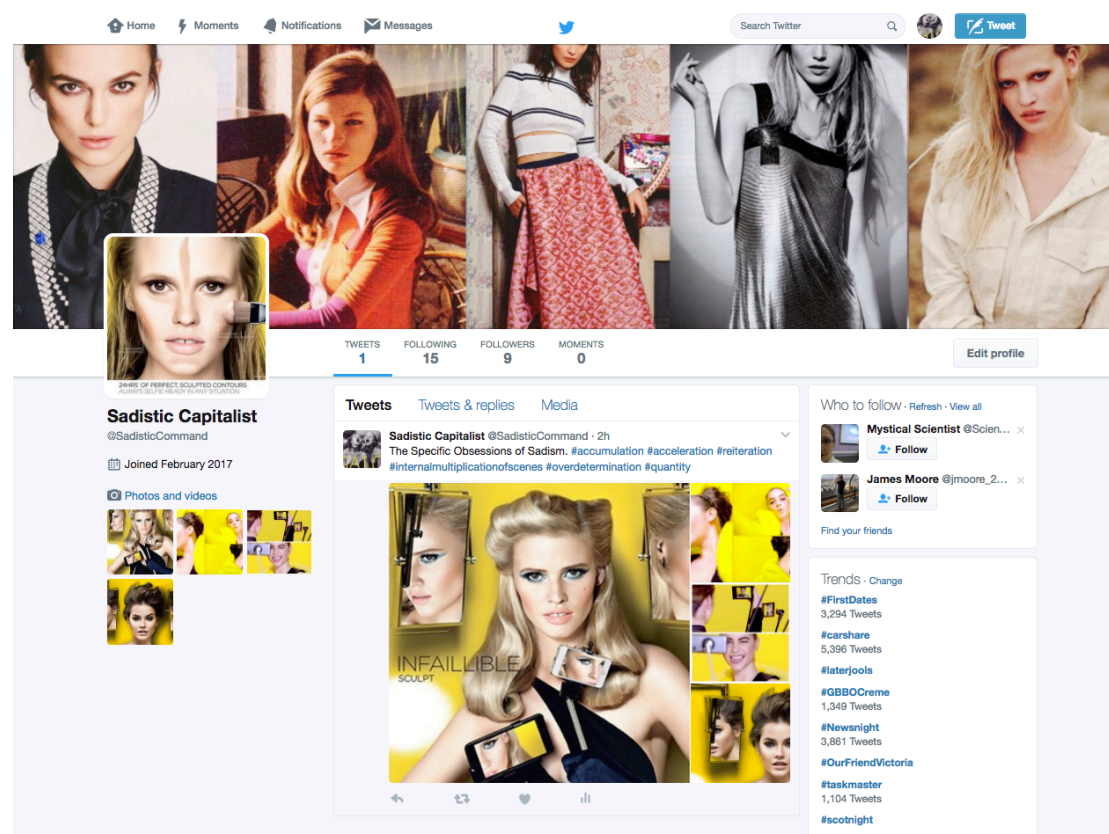 Home
Moments
Notifications
Messages
Search Twitter
Tweet
24HRS' OF PERFECT, SCULPTED CONTOURS
ALWAYS SELFIE-READY IN ANY SITUATION
TWEETS
1
FOLLOWING
15
FOLLOWERS
9
MOMENTS
0
Edit profile
Sadistic Capitalist
@SadisticCommand
Joined February 2017
Photos and videos
Tweets
Tweets & replies
Media
Sadistic Capitalist @SadisticCommand · 2h
The Specific Obsessions of Sadism. #accumulation #acceleration #reiteration
#internalmultiplicationofscenes #overdetermination #quantity
INFAILLIBLE
SCULPT
Who to follow · Refresh · View all
Mystical Scientist @Scien...
Follow
James Moore @jmoore_2...
Follow
Find your friends
Trends · Change
#FirstDates
3,294 Tweets
#carshare
5,396 Tweets
#laterjools
#GBBOCreme
1,349 Tweets
#Newsnight
3,861 Tweets
#OurFriendVictoria
#taskmaster
1,104 Tweets
#scotnight